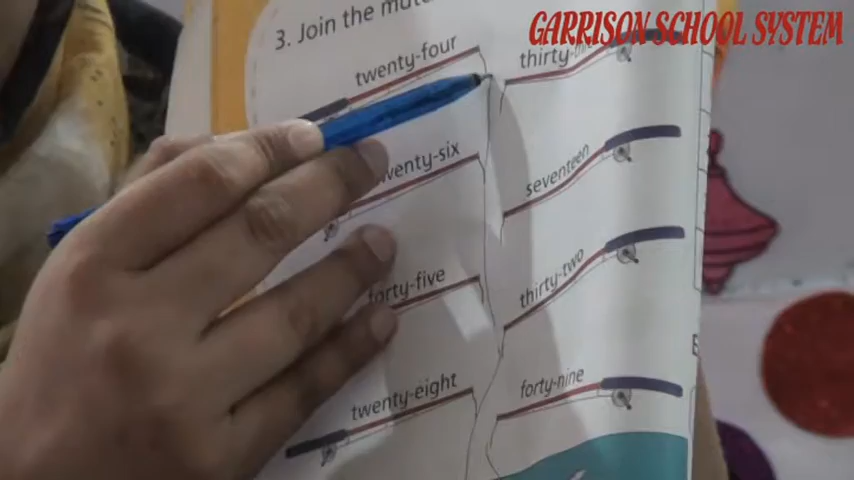 GARRISON SCHOOL SYSTEM
3. Join the
twenty-four
twenty-six
seventeen
forty-five
thirty-two
twenty-eight
forty-nine